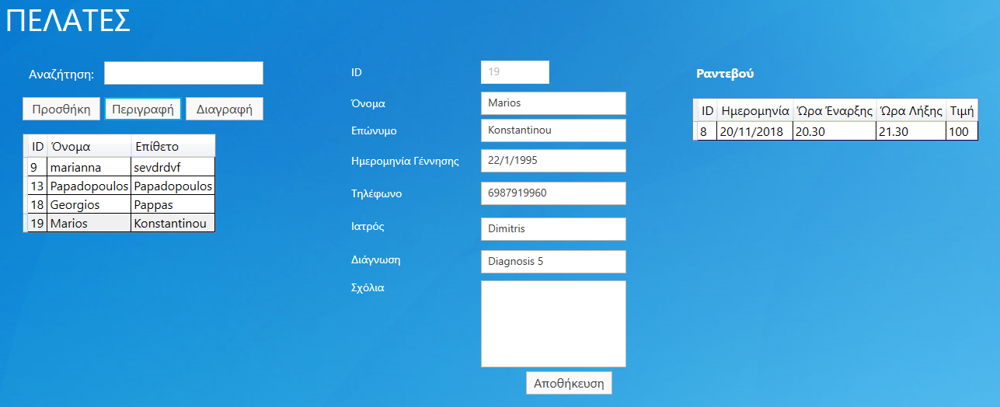 ΠΕΛΑΤΕΣ
Αναζήτηση:
Προσθήκη Περιγραφή Διαγραφή
ID Όνομα Επίθετο
9 marianna sevdrdvf
13 Papadopoulos Papadopoulos
18 Georgios Pappas
19 Marios Konstantinou
ID 19
Όνομα Marios
Επώνυμο Konstantinou
Ημερομηνία Γέννησης 22/1/1995
Τηλέφωνο 6987919960
Ιατρός Dimitris
Διάγνωση Diagnosis 5
Σχόλια
Αποθήκευση
Ραντεβού
ID Ημερομηνία Ώρα Έναρξης Ώρα Λήξης Τιμή
8 20/11/2018 20.30 21.30 100